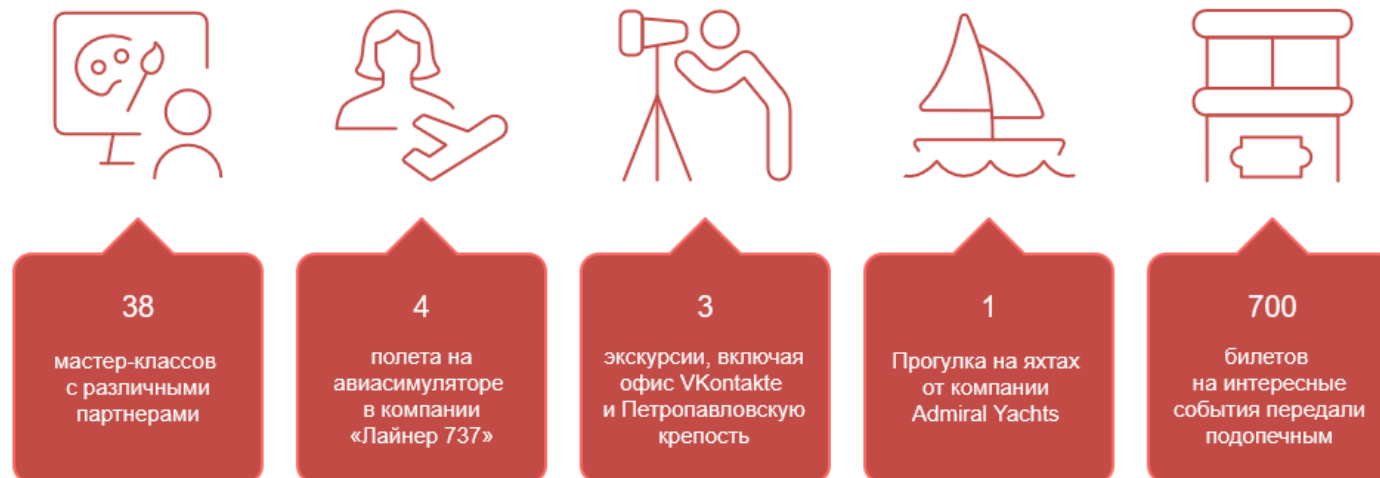 38
мастер-классов
с различными
партнерами
4
полета на
авиасимуляторе
в компании
«Лайнер 737»
3
экскурсии, включая
офис VKontakte
и Петропавловскую
крепость
1
Прогулка на яхтах
от компании
Admiral Yachts
700
билетов
на интересные
события передали
подопечным